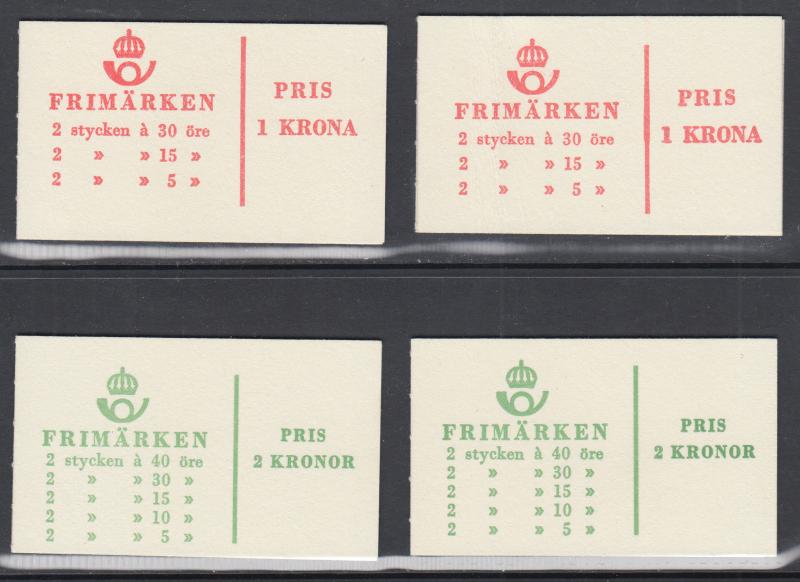 FRIMÄRKEN
2 stycken à 30 öre
2 » » 15 »
2 » » 5 »
PRIS
1 KRONA
FRIMÄRKEN
2 stycken à 30 öre
2 » » 15 »
2 » » 5 »
PRIS
1 KRONA
FRIMÄRKEN
2 stycken à 40 öre
2 » » 30 »
2 » » 15 »
2 » » 10 »
2 » » 5 »
PRIS
2 KRONOR
FRIMÄRKEN
2 stycken à 40 öre
2 » » 30 »
2 » » 15 »
2 » » 10 »
2 » » 5 »
PRIS
2 KRONOR